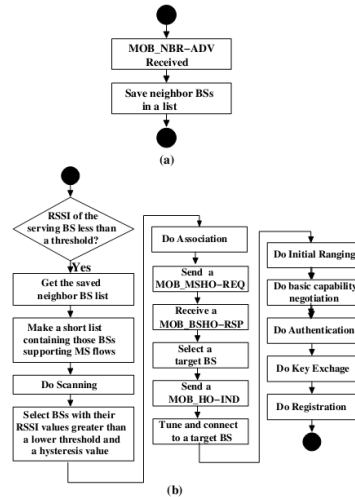 MOB_NBR-ADV
Received
Save neighbor BSs
in a list
(a)
RSSI of the
serving BS less than
a threshold?
Yes
Get the saved
neighbor BS list
Make a short list
containing those BSs
supporting MS flows
Do Scanning
Select BSs with their
RSSI values greater than
a lower threshold and
a hysteresis value
Do Association
Send a
MOB_MSHO-REQ
Receive a
MOB_BSHO-RSP
Select a
target BS
Send a
MOB_HO-IND
Tune and connect
to a target BS
Do Initial Ranging
Do basic capability
negotiation
Do Authentication
Do Key Exchage
Do Registration
(b)